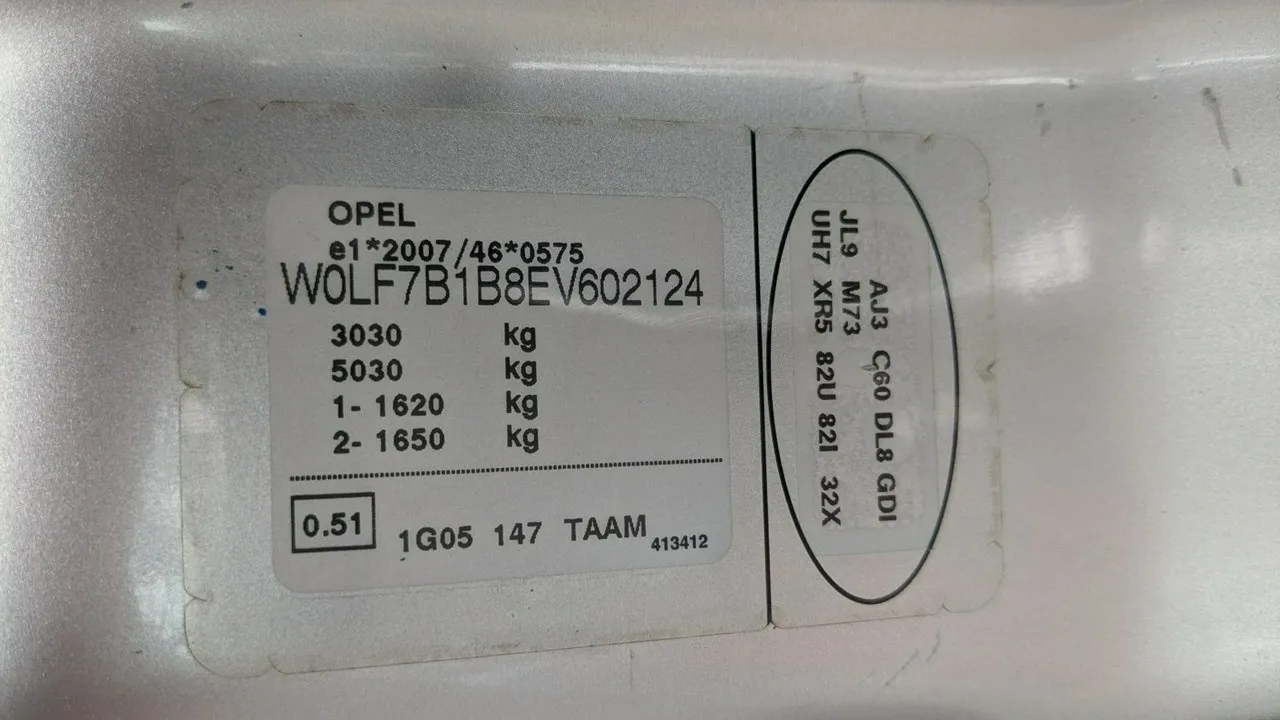 OPEL
e1*2007/46*0575
W0LF7B1B8EV602124
3030 kg
5030 kg
1- 1620 kg
2- 1650 kg
0.51 1G05 147 TAAM 413412
AJ3 C60 DL8 GDI
JL9 M73
UH7 XR5 82U 82I 32X